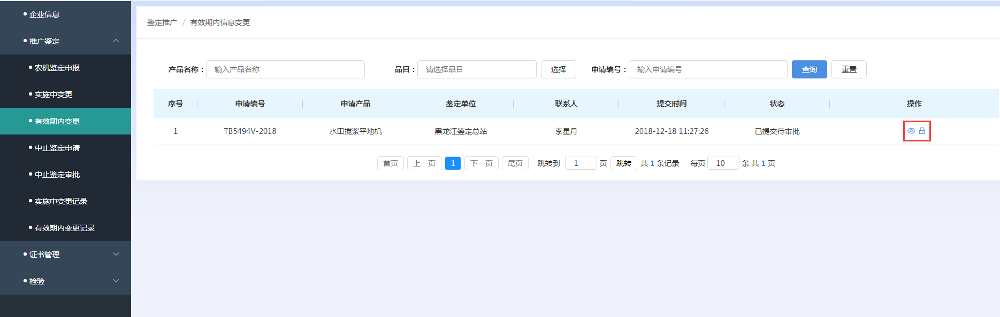 企业信息
推广鉴定
农机鉴定申报
实施中变更
有效期内变更
中止鉴定申请
中止鉴定审批
实施中变更记录
有效期内变更记录
证书管理
检验
鉴定推广 / 有效期内信息变更
产品名称： 输入产品名称 品目： 请选择品目 选择 申请编号： 输入申请编号 查询 重置
序号 申请编号 申请产品 鉴定单位 联系人 提交时间 状态 操作
1 TB5494V-2018 水田搅浆平地机 黑龙江鉴定总站 李星月 2018-12-18 11:27:26 已提交待审批
首页 上一页 1 下一页 尾页 跳转到 1 页 跳转 共 1 条记录 每页 10 条 共 1 页